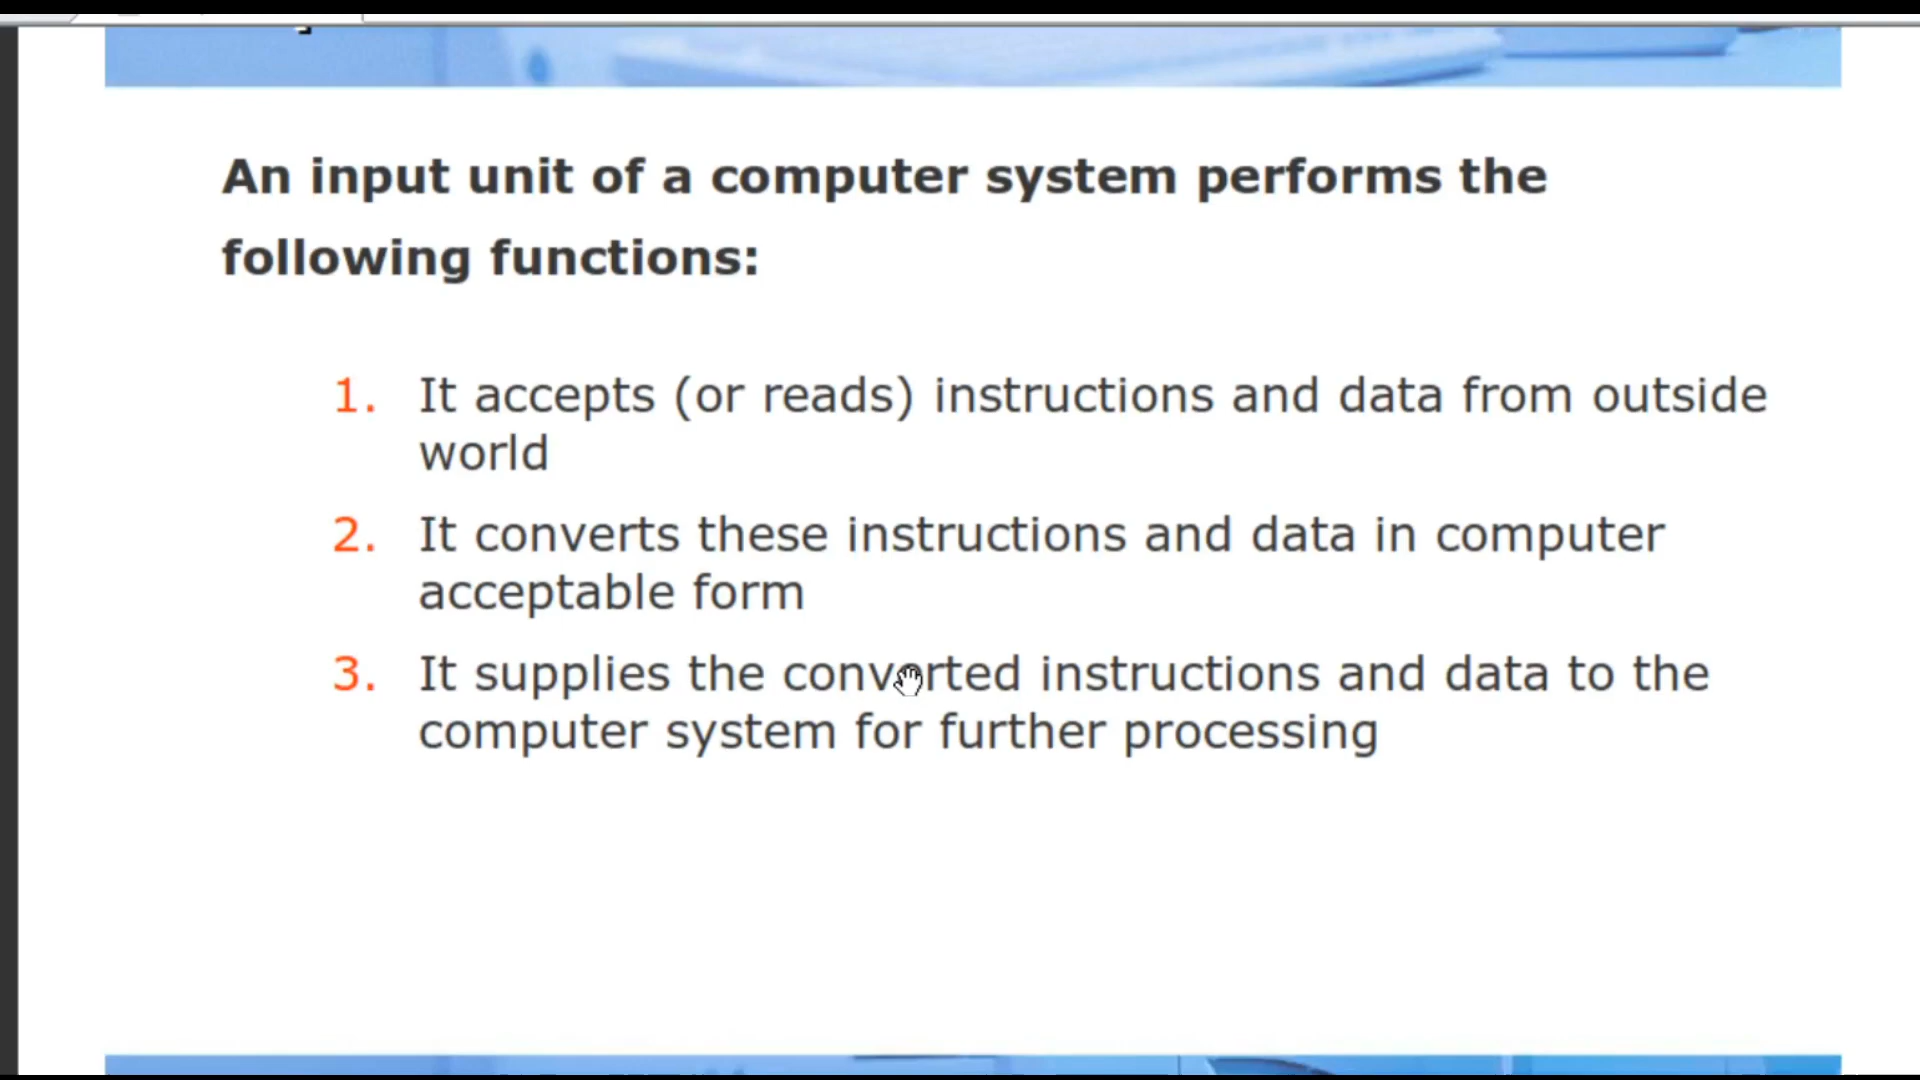 An input unit of a computer system performs the
following functions:
1. It accepts (or reads) instructions and data from outside
world
2. It converts these instructions and data in computer
acceptable form
3. It supplies the converted instructions and data to the
computer system for further processing